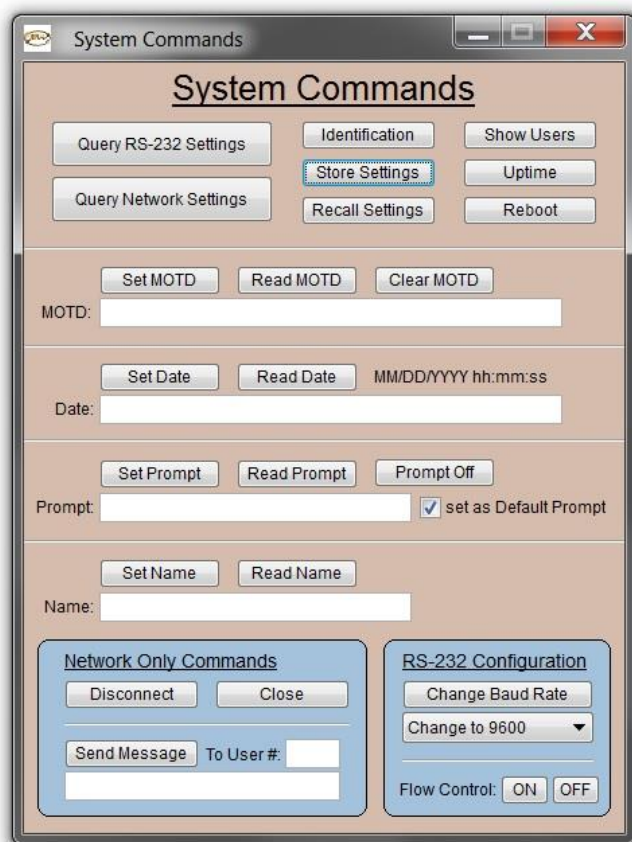 System Commands
System Commands
Query RS-232 Settings
Identification
Show Users
Store Settings
Uptime
Query Network Settings
Recall Settings
Reboot
Set MOTD Read MOTD Clear MOTD
MOTD:
Set Date Read Date MM/DD/YYYY hh:mm:ss
Date:
Set Prompt Read Prompt Prompt Off
Prompt: set as Default Prompt
Set Name Read Name
Name:
Network Only Commands
Disconnect Close
Send Message To User #:
RS-232 Configuration
Change Baud Rate
Change to 9600
Flow Control: ON OFF